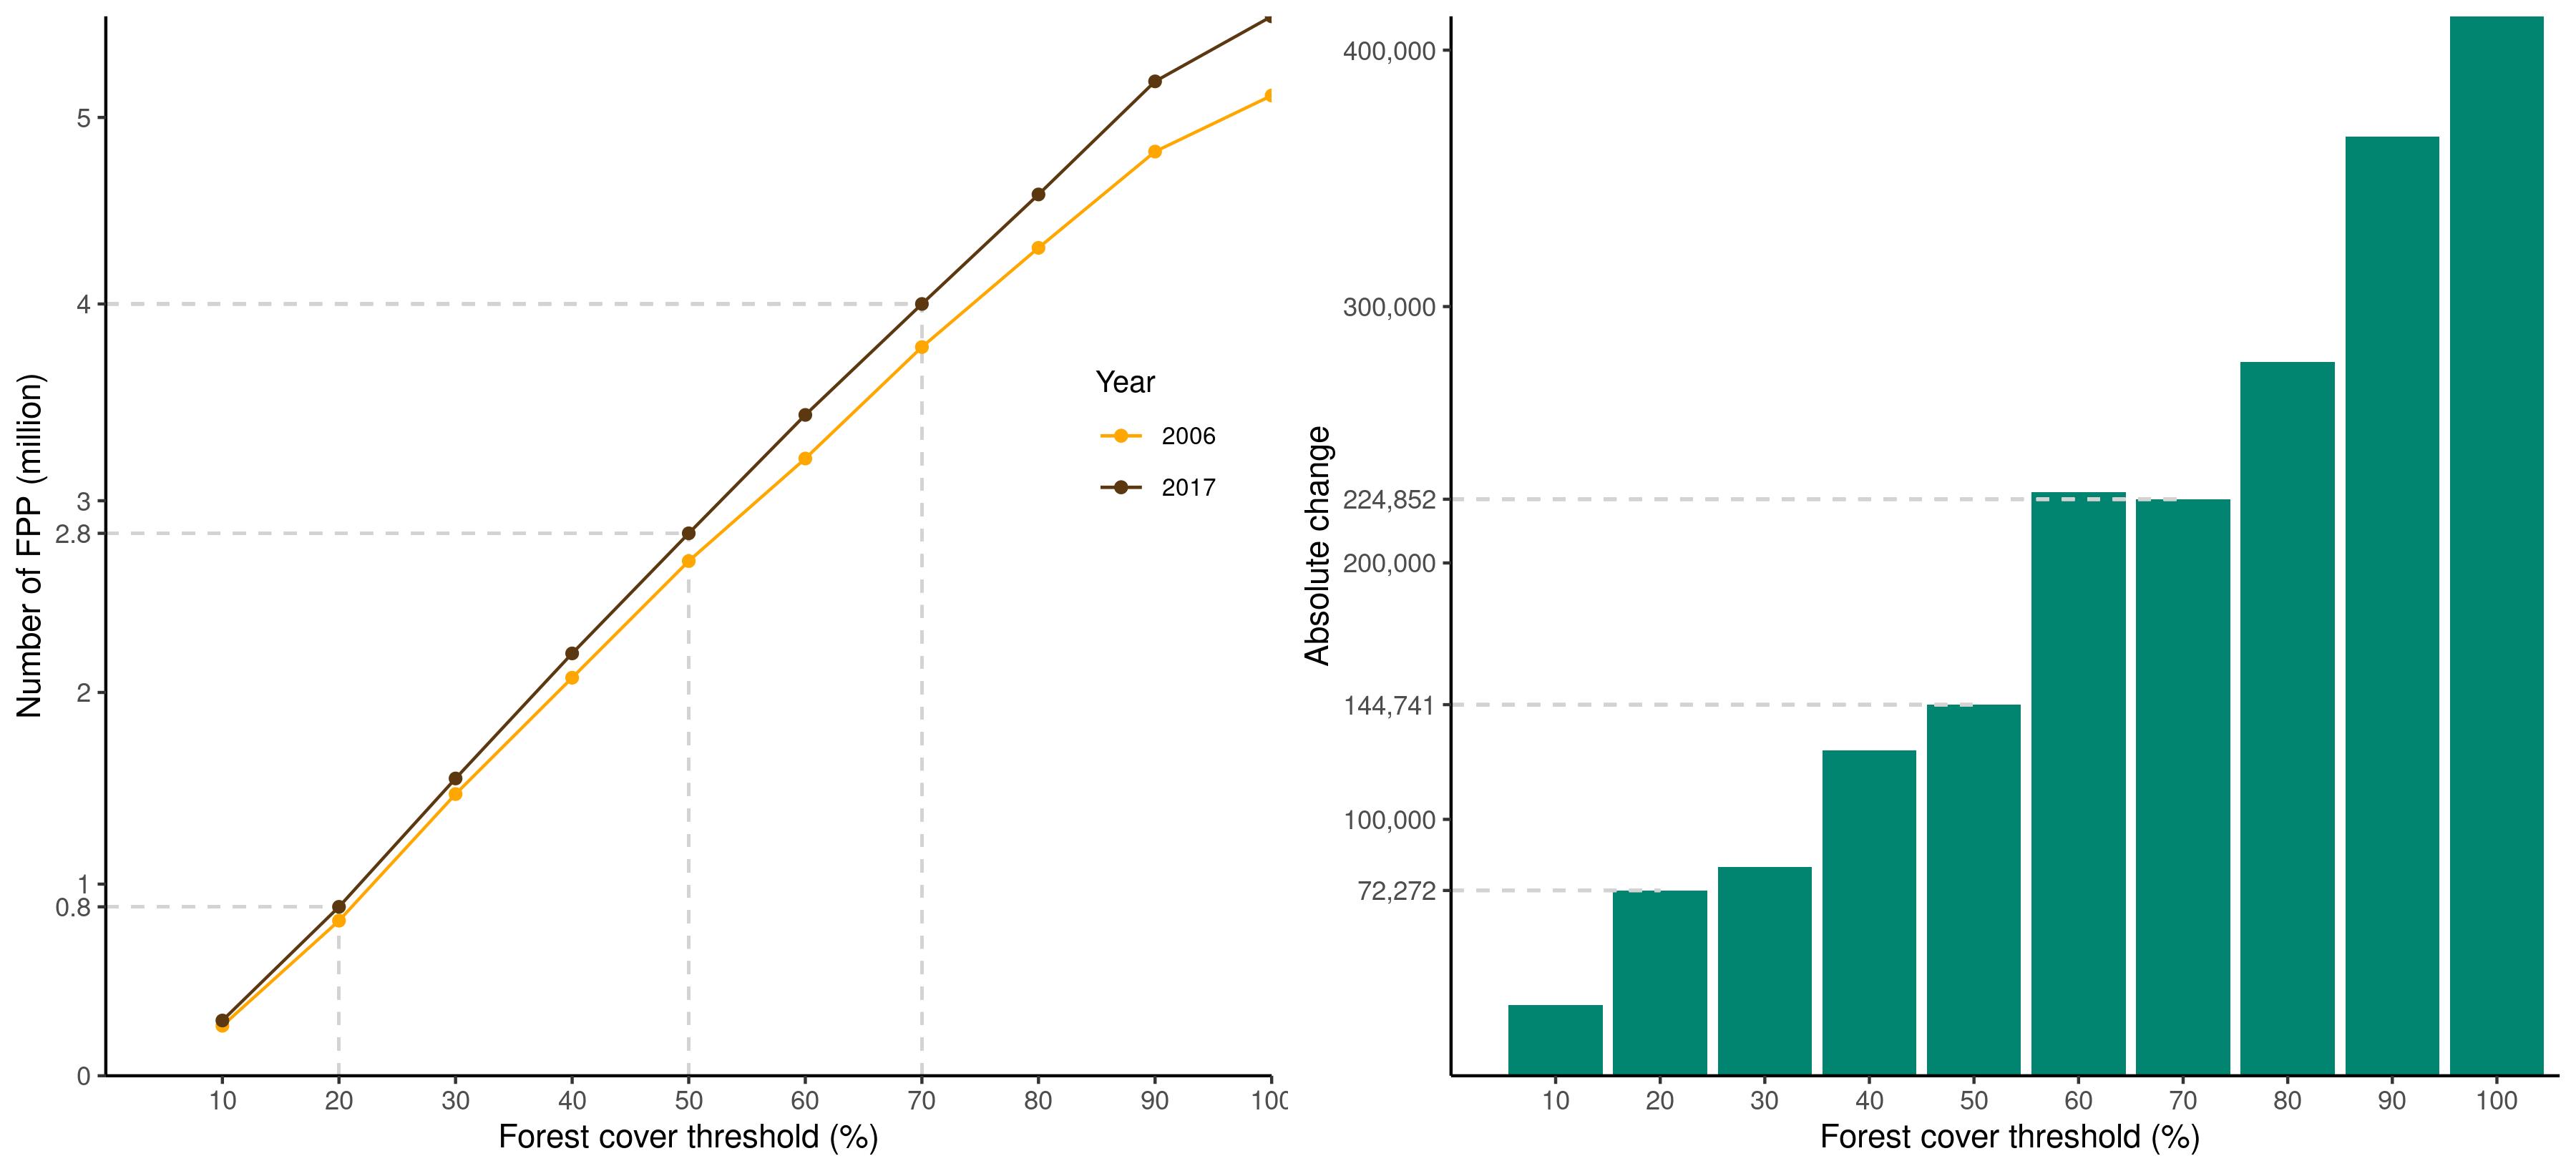 Number of FPP (million)
5
4
3
2.8
2
1
0.8
0
10 20 30 40 50 60 70 80 90 100
Forest cover threshold (%)
Year
2006
2017
Absolute change
400,000
300,000
224,852
200,000
144,741
100,000
72,272
10 20 30 40 50 60 70 80 90 100
Forest cover threshold (%)